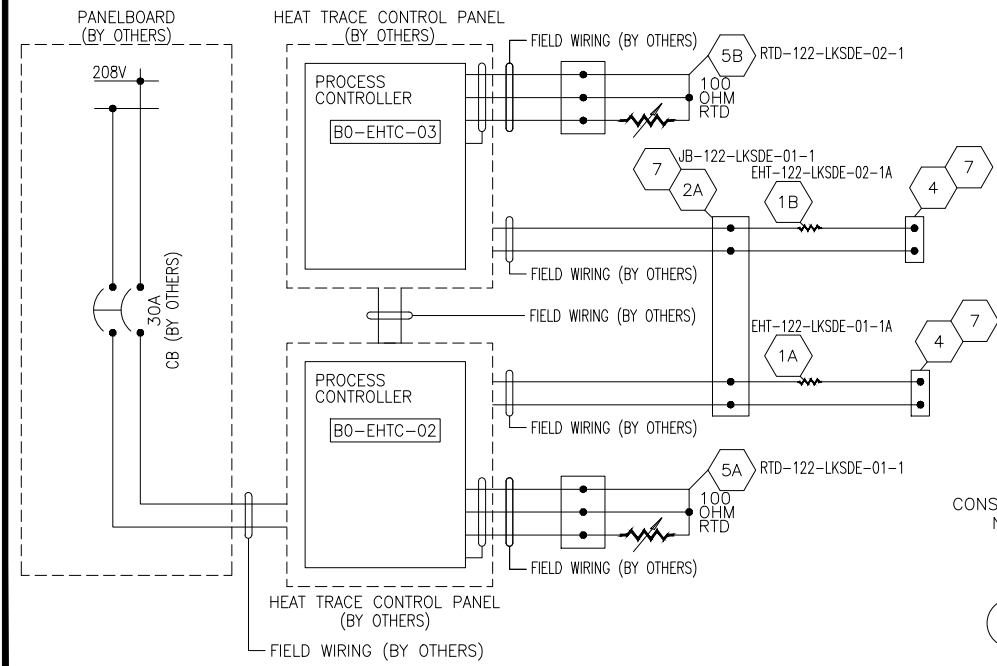 PANELBOARD
(BY OTHERS)
208V
30A
CB (BY OTHERS)
HEAT TRACE CONTROL PANEL
(BY OTHERS)
PROCESS
CONTROLLER
B0-EHTC-03
FIELD WIRING (BY OTHERS)
5B
RTD-122-LKSDE-02-1
100
OHM
RTD
7
JB-122-LKSDE-01-1
2A
EHT-122-LKSDE-02-1A
1B
4
7
FIELD WIRING (BY OTHERS)
FIELD WIRING (BY OTHERS)
PROCESS
CONTROLLER
B0-EHTC-02
EHT-122-LKSDE-01-1A
1A
4
7
FIELD WIRING (BY OTHERS)
5A
RTD-122-LKSDE-01-1
100
OHM
RTD
FIELD WIRING (BY OTHERS)
HEAT TRACE CONTROL PANEL
(BY OTHERS)
FIELD WIRING (BY OTHERS)
CONS
N